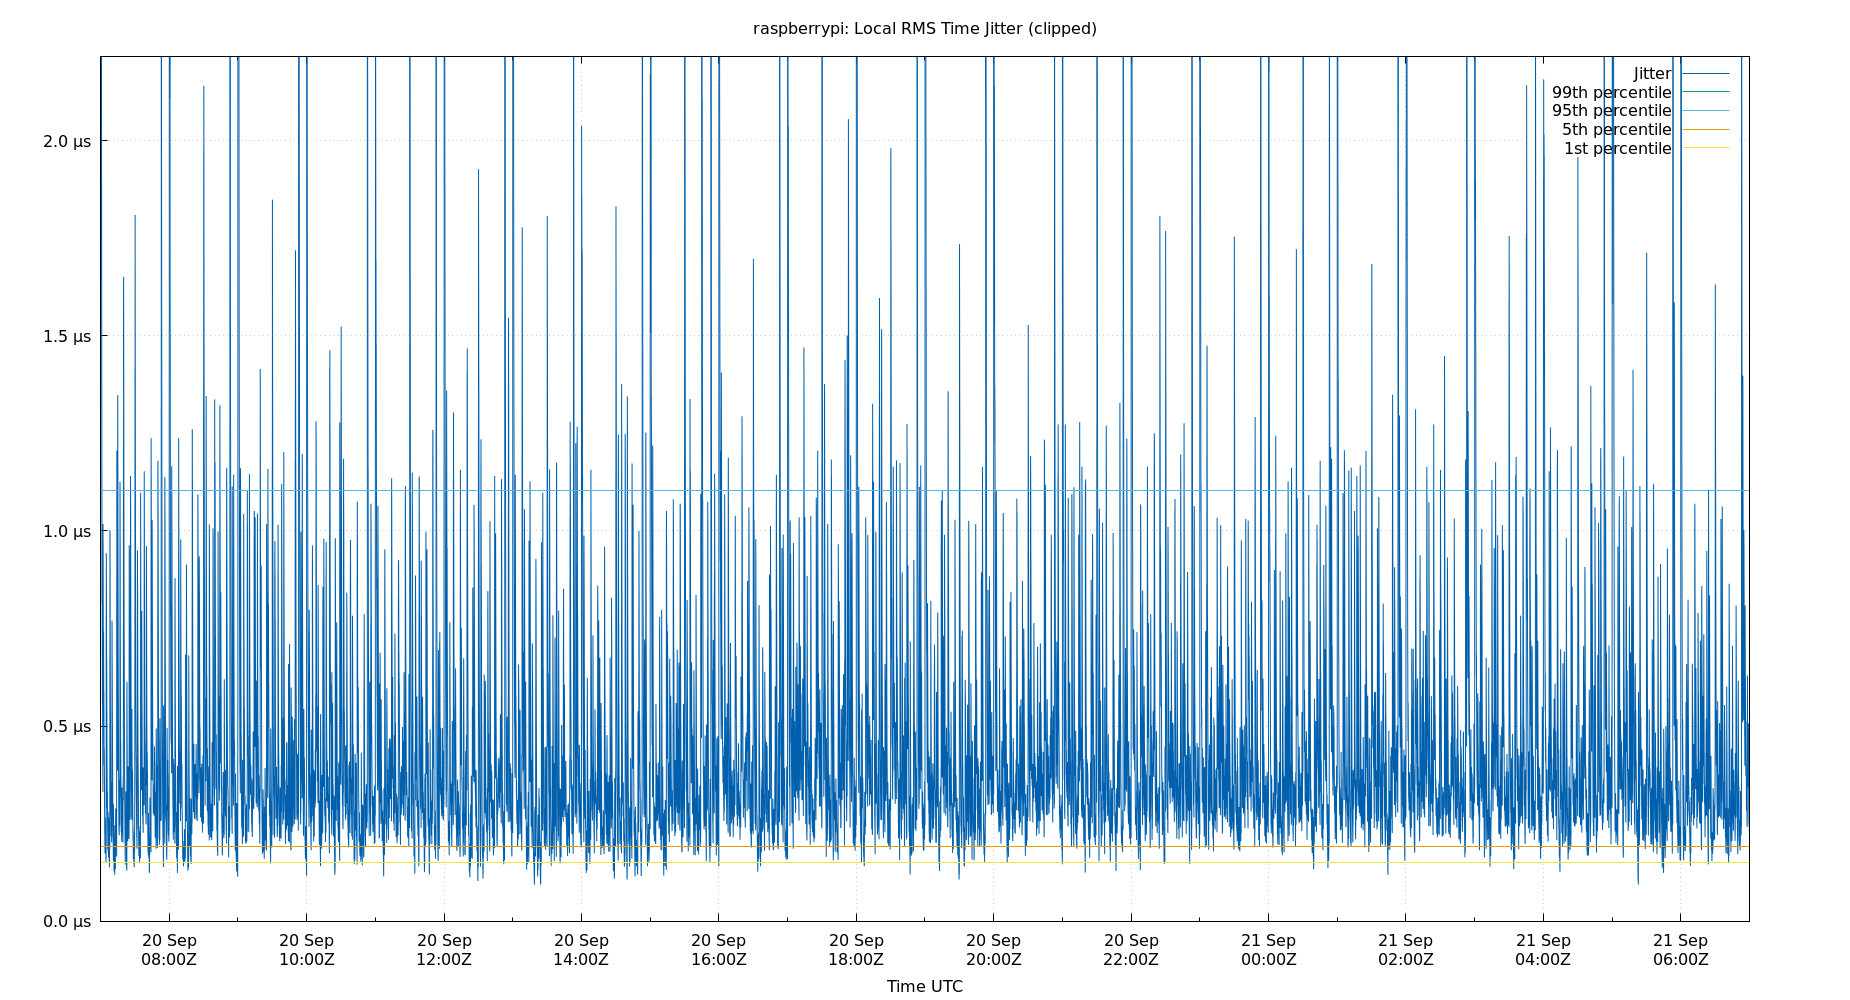 raspberrypi: Local RMS Time Jitter (clipped)
Jitter
99th percentile
95th percentile
5th percentile
1st percentile
2.0 µs
1.5 µs
1.0 µs
0.5 µs
0.0 µs
20 Sep 20 Sep 20 Sep 20 Sep 20 Sep 20 Sep 20 Sep 20 Sep 21 Sep 21 Sep 21 Sep 21 Sep
08:00Z 10:00Z 12:00Z 14:00Z 16:00Z 18:00Z 20:00Z 22:00Z 00:00Z 02:00Z 04:00Z 06:00Z
Time UTC